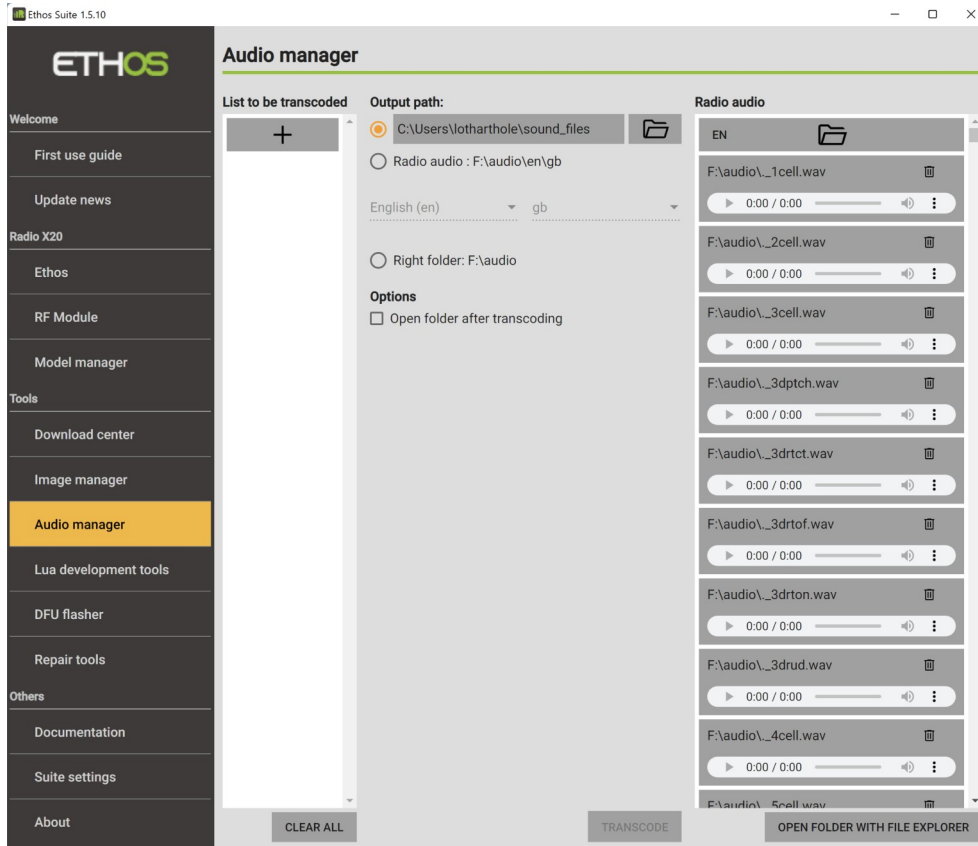 Ethos Suite 1.5.10
ETHOS
Welcome
First use guide
Update news
Radio X20
Ethos
RF Module
Model manager
Tools
Download center
Image manager
Audio manager
Lua development tools
DFU flasher
Repair tools
Others
Documentation
Suite settings
About
Audio manager
List to be transcoded
CLEAR ALL
Output path:
C:\Users\lotharthole\sound_files
Radio audio : F:\audio\en\gb
English (en)
gb
Right folder: F:\audio
Options
Open folder after transcoding
TRANSCODE
Radio audio
EN
F:\audio\._1cell.wav
0:00 / 0:00
F:\audio\._2cell.wav
0:00 / 0:00
F:\audio\._3cell.wav
0:00 / 0:00
F:\audio\._3dptch.wav
0:00 / 0:00
F:\audio\._3drtct.wav
0:00 / 0:00
F:\audio\._3drtof.wav
0:00 / 0:00
F:\audio\._3drton.wav
0:00 / 0:00
F:\audio\._3drud.wav
0:00 / 0:00
F:\audio\._4cell.wav
0:00 / 0:00
F:\audio\._5cell.wav
OPEN FOLDER WITH FILE EXPLORER